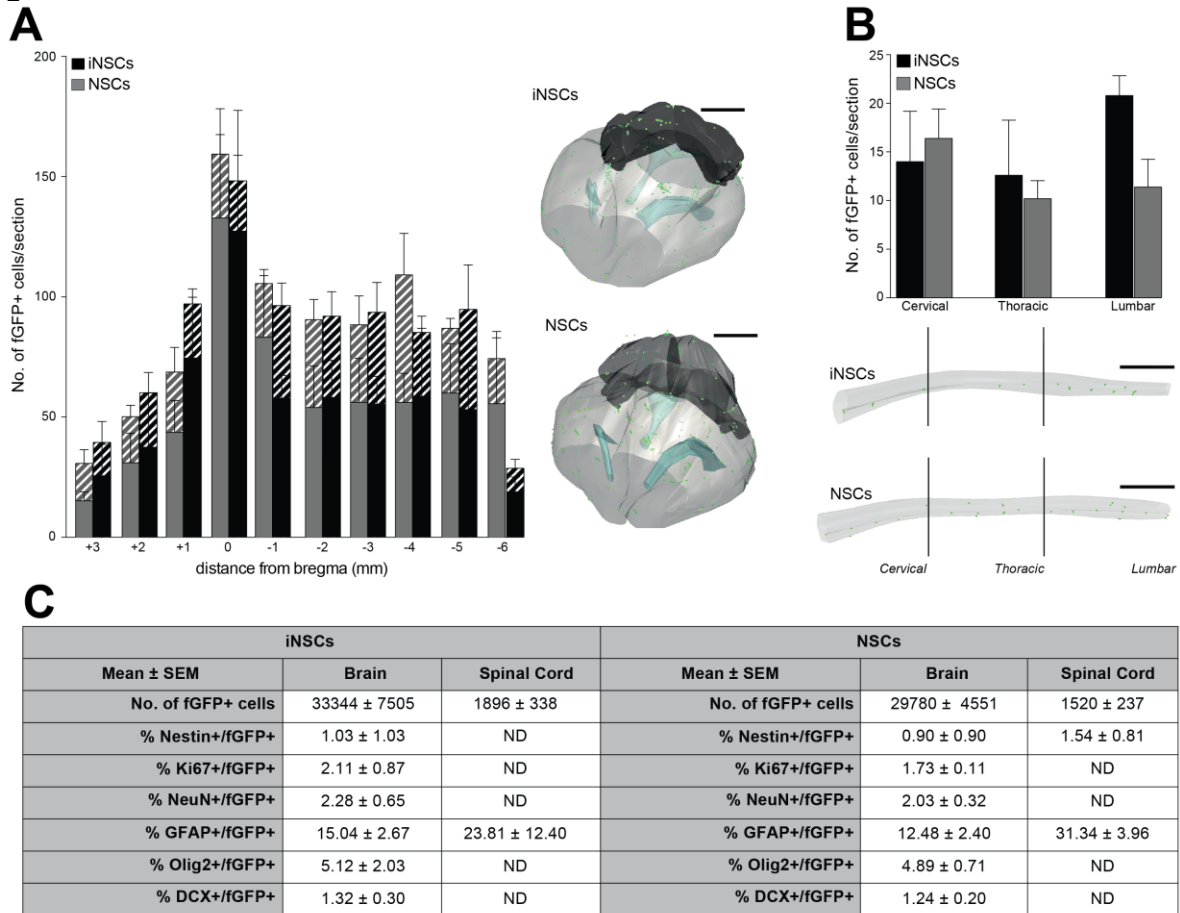 A
B
200
150
100
50
0
No. of fGFP+ cells/section
iNSCs
NSCs
+3 +2 +1 0 -1 -2 -3 -4 -5 -6
distance from bregma (mm)
iNSCs
NSCs
25
20
15
10
5
0
No. of fGFP+ cells/section
iNSCs
NSCs
Cervical Thoracic Lumbar
iNSCs
NSCs
Cervical Thoracic Lumbar
C
iNSCs NSCs
Mean ± SEM Brain Spinal Cord Mean ± SEM Brain Spinal Cord
No. of fGFP+ cells 33344 ± 7505 1896 ± 338 No. of fGFP+ cells 29780 ± 4551 1520 ± 237
% Nestin+/fGFP+ 1.03 ± 1.03 ND % Nestin+/fGFP+ 0.90 ± 0.90 1.54 ± 0.81
% Ki67+/fGFP+ 2.11 ± 0.87 ND % Ki67+/fGFP+ 1.73 ± 0.11 ND
% NeuN+/fGFP+ 2.28 ± 0.65 ND % NeuN+/fGFP+ 2.03 ± 0.32 ND
% GFAP+/fGFP+ 15.04 ± 2.67 23.81 ± 12.40 % GFAP+/fGFP+ 12.48 ± 2.40 31.34 ± 3.96
% Olig2+/fGFP+ 5.12 ± 2.03 ND % Olig2+/fGFP+ 4.89 ± 0.71 ND
% DCX+/fGFP+ 1.32 ± 0.30 ND % DCX+/fGFP+ 1.24 ± 0.20 ND